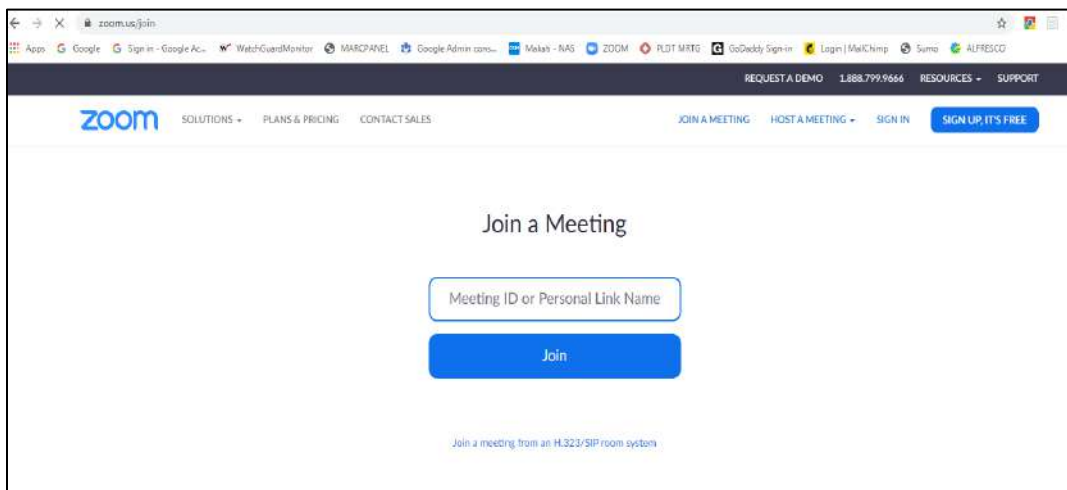 zoom.us/join
Apps Google Sign in - Google Ac... WatchGuardMonitor MARCPANEL Google Admin cons... Makati - NAS ZOOM PLDT MRTG GoDaddy Sign-in Login | MailChimp Sumo ALFRESCO
REQUEST A DEMO 1.888.799.9666 RESOURCES SUPPORT
zoom SOLUTIONS PLANS & PRICING CONTACT SALES JOIN A MEETING HOST A MEETING SIGN IN SIGN UP, IT'S FREE
Join a Meeting
Meeting ID or Personal Link Name
Join
Join a meeting from an H.323/SIP room system